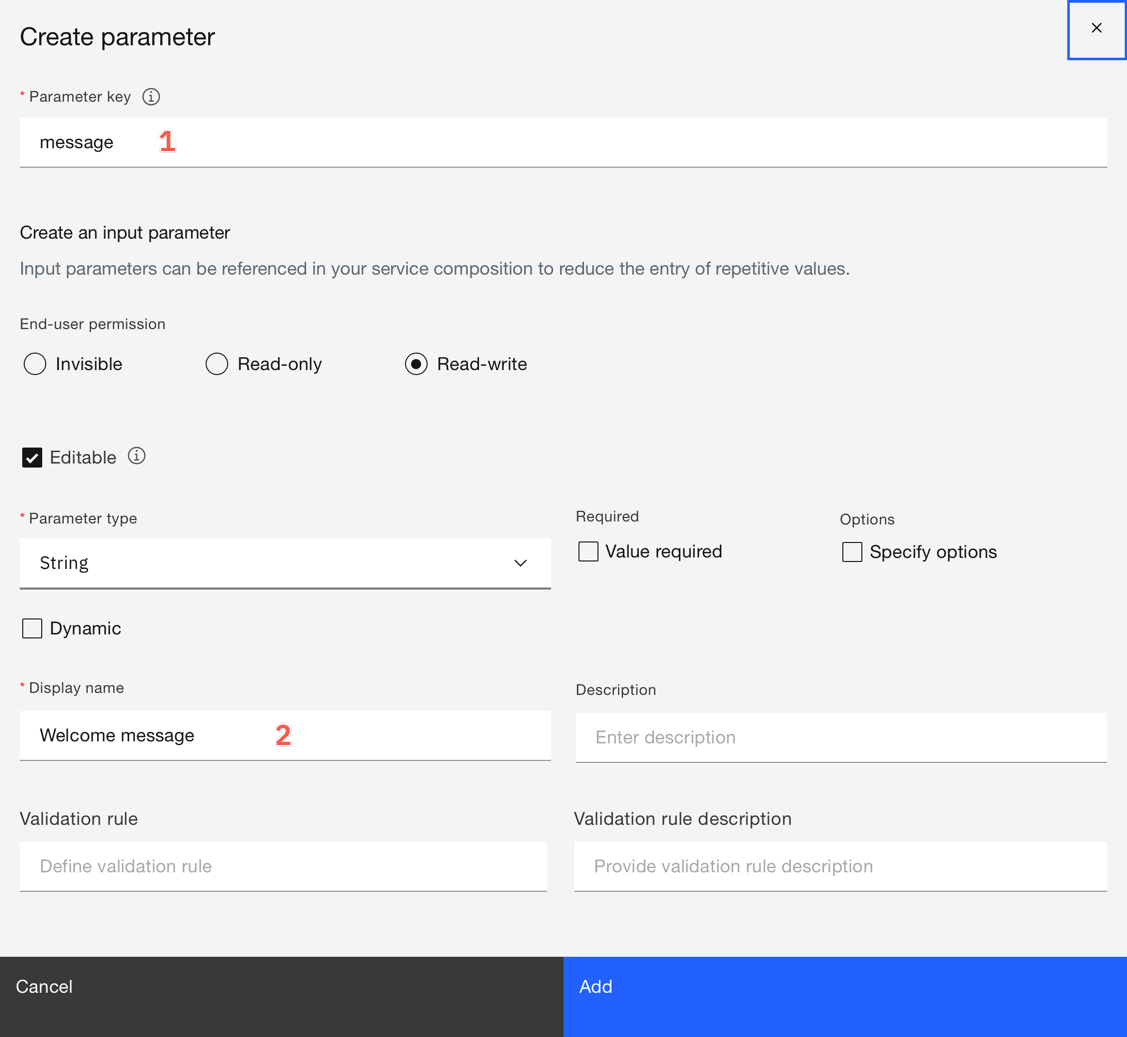 Create parameter
* Parameter key
message 1
Create an input parameter
Input parameters can be referenced in your service composition to reduce the entry of repetitive values.
End-user permission
Invisible Read-only Read-write
Editable
* Parameter type Required Options
String Value required Specify options
Dynamic
* Display name Description
Welcome message 2 Enter description
Validation rule Validation rule description
Define validation rule Provide validation rule description
Cancel Add